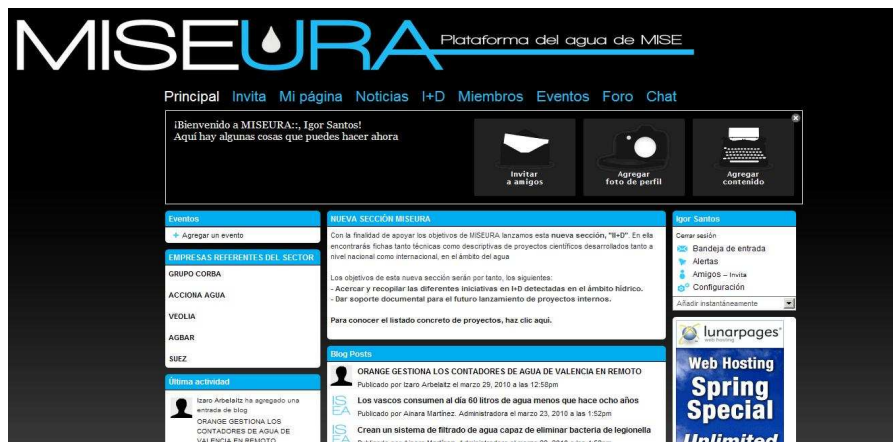 MISEURA Plataforma del agua de MISE
Principal Invita Mi página Noticias I+D Miembros Eventos Foro Chat
¡Bienvenido a MISEURA::, Igor Santos!
Aquí hay algunas cosas que puedes hacer ahora
Invitar
a amigos
Agregar
foto de perfil
Agregar
contenido
Eventos
+ Agregar un evento
EMPRESAS REFERENTES DEL SECTOR
GRUPO CORBA
ACCIONA AGUA
VEOLIA
AGBAR
SUEZ
Última actividad
Izaro Arbelaitz ha agregado una
entrada de blog
ORANGE GESTIONA LOS
CONTADORES DE AGUA DE
VALENCIA EN REMOTO
NUEVA SECCIÓN MISEURA
Con la finalidad de apoyar los objetivos de MISEURA lanzamos esta nueva sección, "II+D". En ella
encontrarás fichas tanto técnicas como descriptivas de proyectos científicos desarrollados tanto a
nivel nacional como internacional, en el ámbito del agua
Los objetivos de esta nueva sección serán por tanto, los siguientes:
- Acercar y recopilar las diferentes iniciativas en I+D detectadas en el ámbito hídrico.
- Dar soporte documental para el futuro lanzamiento de proyectos internos.
Para conocer el listado concreto de proyectos, haz clic aquí.
Blog Posts
ORANGE GESTIONA LOS CONTADORES DE AGUA DE VALENCIA EN REMOTO
Publicado por Izaro Arbelaitz el marzo 29, 2010 a las 12:58pm
IS
EA
Los vascos consumen al día 60 litros de agua menos que hace ocho años
Publicado por Ainara Martínez. Administradora el marzo 23, 2010 a las 1:52pm
IS
EA
Crean un sistema de filtrado de agua capaz de eliminar bacteria de legionella
Igor Santos
Cerrar sesión
Bandeja de entrada
Alertas
Amigos – Invita
Configuración
Añadir instantáneamente
lunarpages
web hosting
Web Hosting
Spring
Special
Unlimited